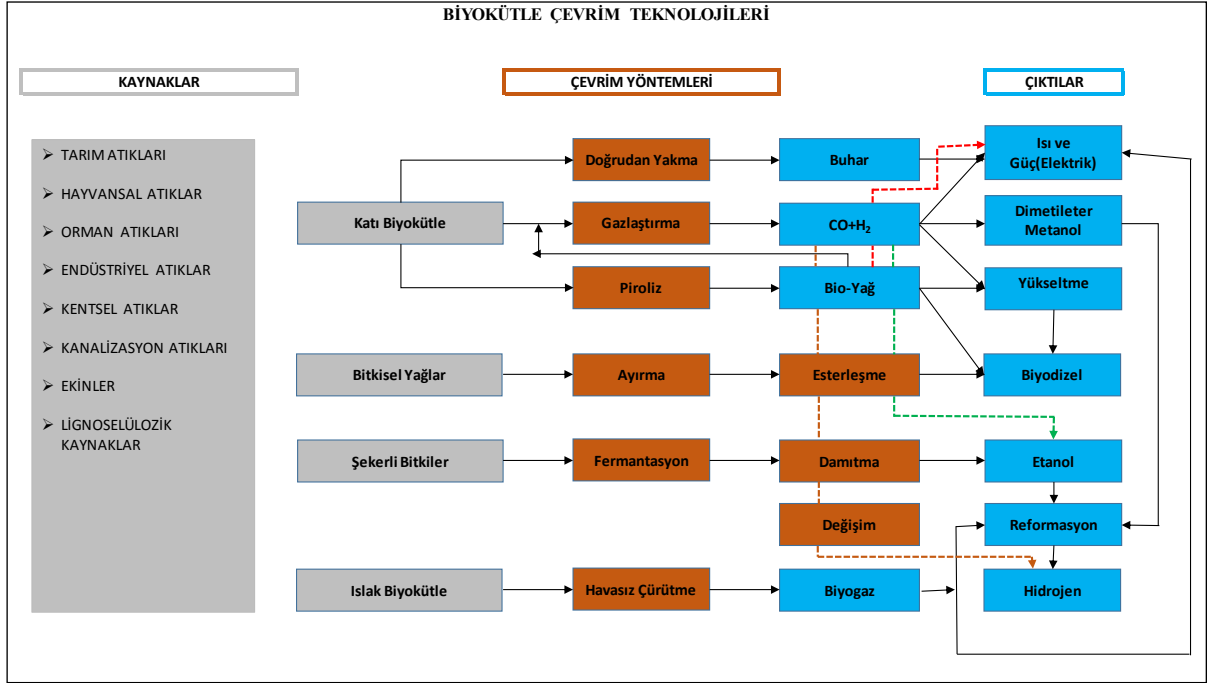 BİYOKÜTLE ÇEVRİM TEKNOLOJİLERİ
KAYNAKLAR
ÇEVRİM YÖNTEMLERİ
ÇIKTILAR
TARIM ATIKLARI
HAYVANSAL ATIKLAR
ORMAN ATIKLARI
ENDÜSTRİYEL ATIKLAR
KENTSEL ATIKLAR
KANALİZASYON ATIKLARI
EKİNLER
LİGNOSELÜLOZİK
KAYNAKLAR
Doğrudan Yakma
Buhar
Isı ve
Güç(Elektrik)
Katı Biyokütle
Gazlaştırma
CO+H₂
Dimetileter
Metanol
Piroliz
Bio-Yağ
Yükseltme
Bitkisel Yağlar
Ayırma
Esterleşme
Biyodizel
Şekerli Bitkiler
Fermantasyon
Damıtma
Etanol
Değişim
Reformasyon
Islak Biyokütle
Havasız Çürütme
Biyogaz
Hidrojen